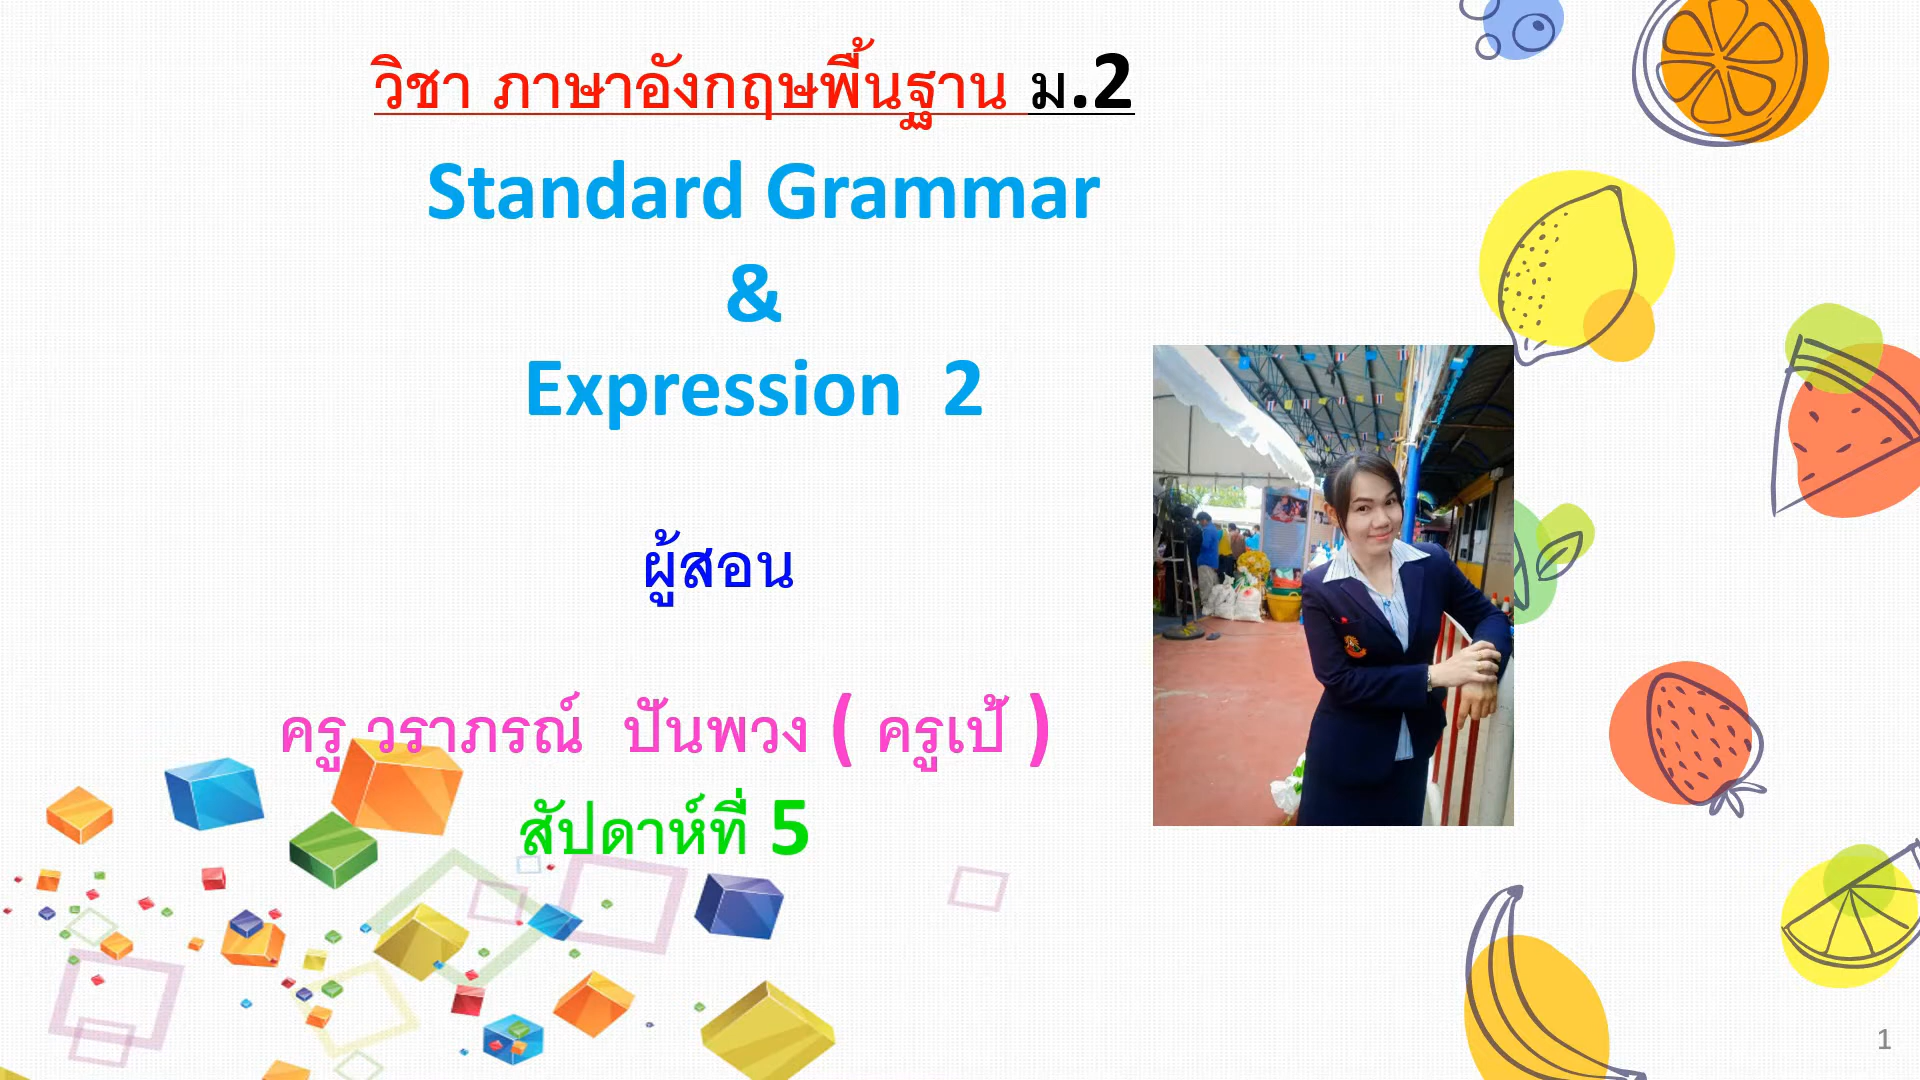 วิชา ภาษาอังกฤษพื้นฐาน ม.2
Standard Grammar
&
Expression 2
ผู้สอน
ครู วราภรณ์ ปันพวง ( ครูเป้ )
สัปดาห์ที่ 5
1